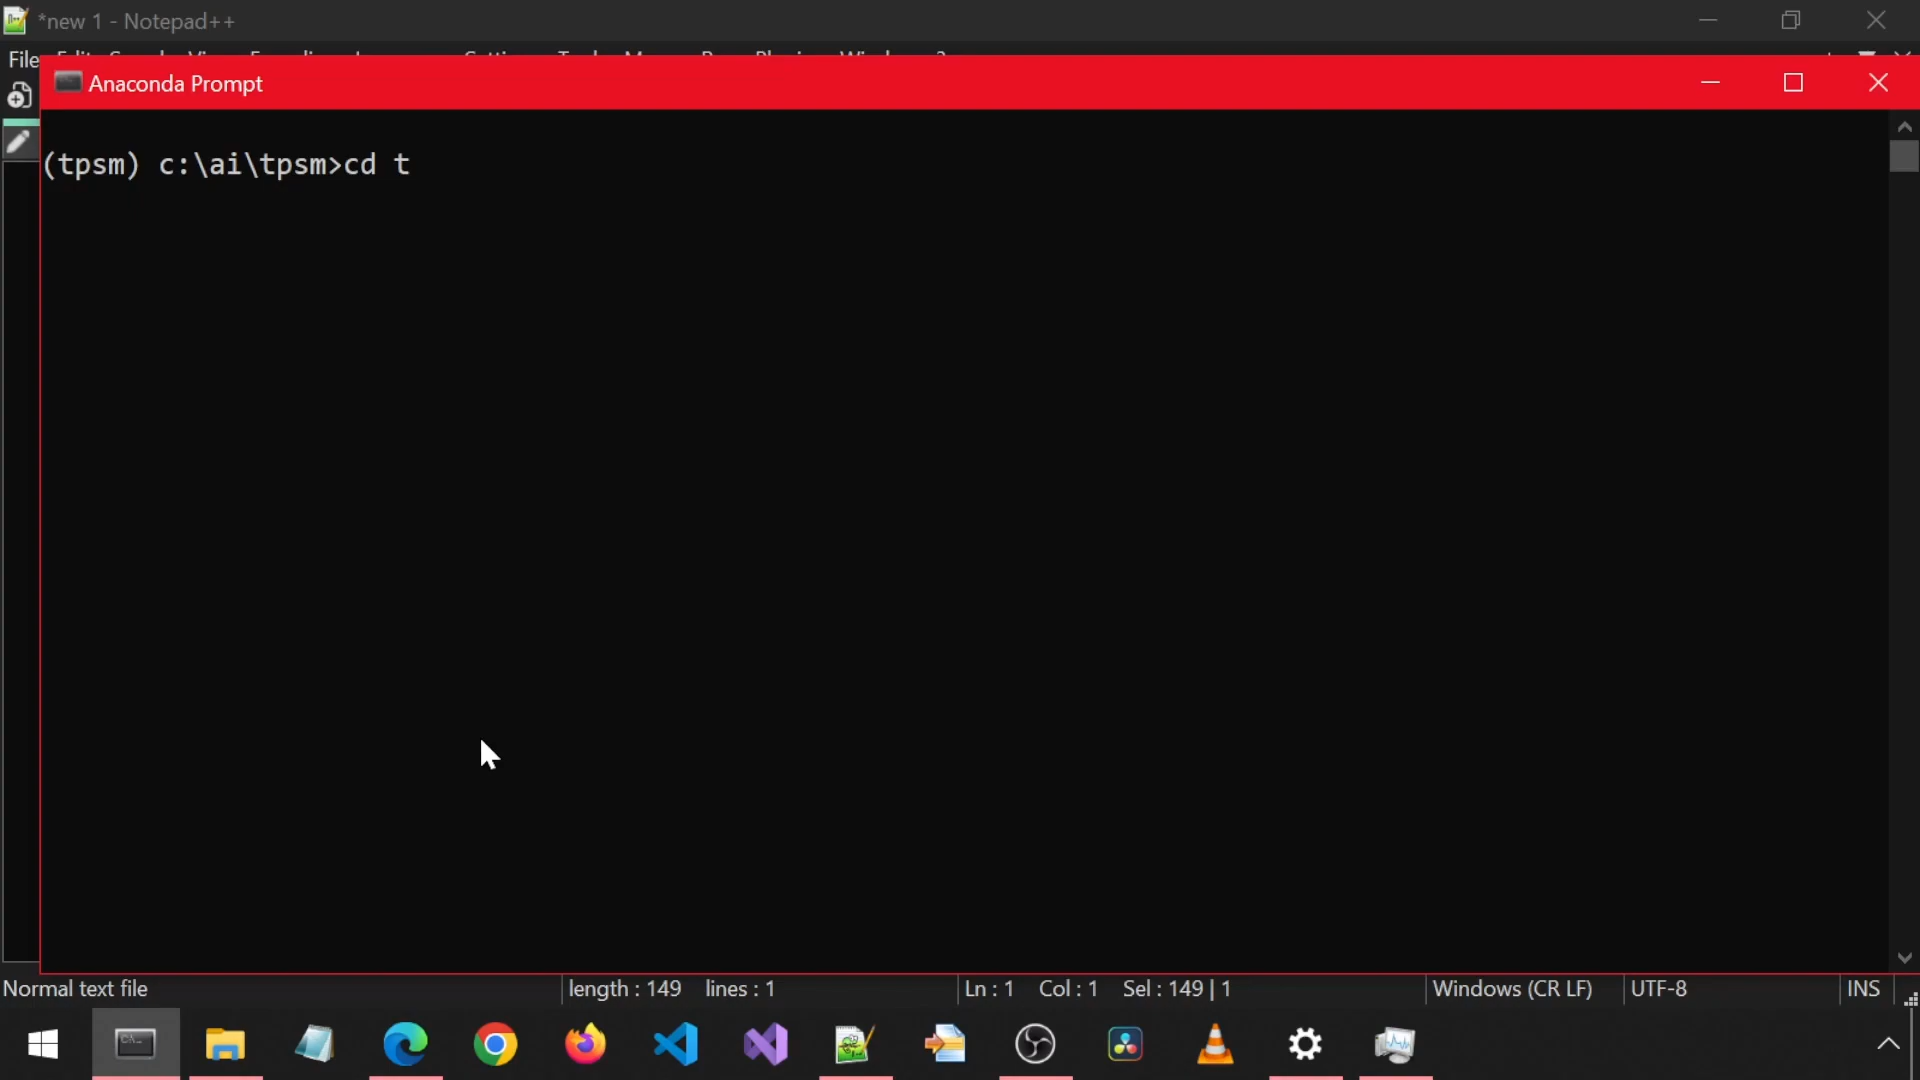 *new 1 - Notepad++
File
Anaconda Prompt
(tpsm) c:\ai\tpsm>cd t
Normal text file length : 149 lines : 1 Ln : 1 Col : 1 Sel : 149 | 1 Windows (CR LF) UTF-8 INS